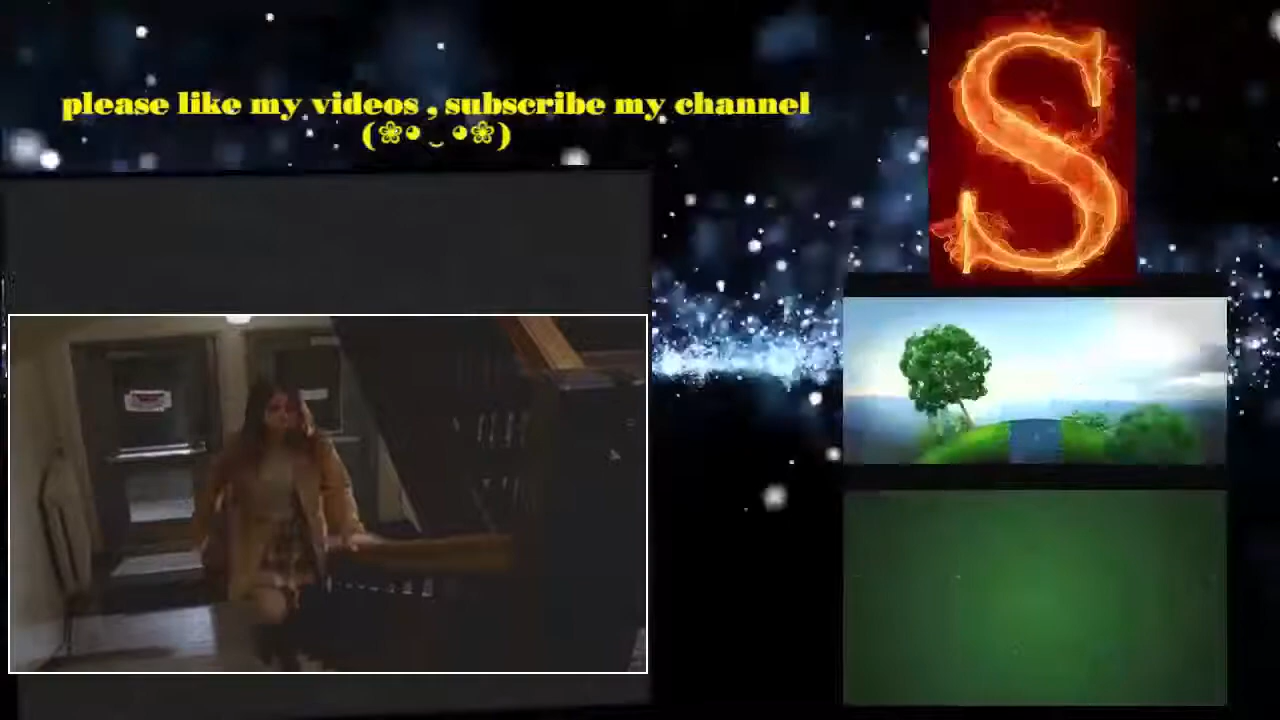 please like my videos , subscribe my channel
(❀◕ ‿ ◕❀)
S